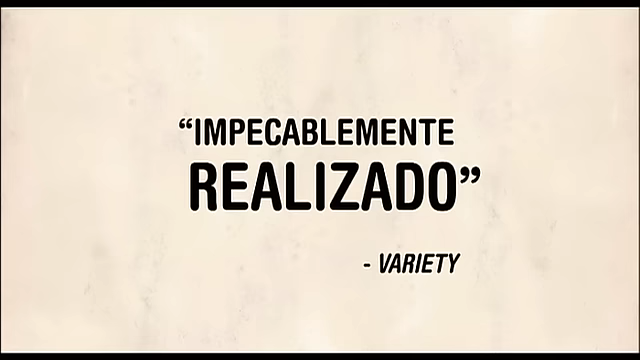 “IMPECABLEMENTE
REALIZADO”
- VARIETY